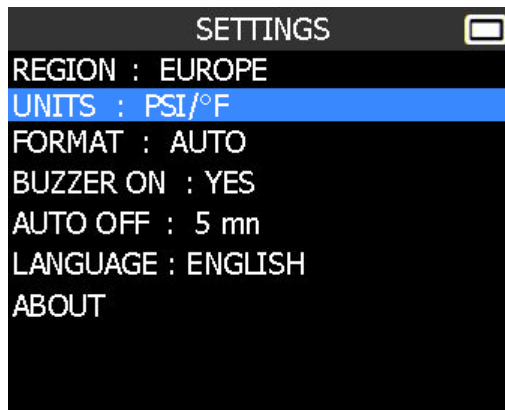 SETTINGS
REGION : EUROPE
UNITS : PSI/°F
FORMAT : AUTO
BUZZER ON : YES
AUTO OFF : 5 mn
LANGUAGE : ENGLISH
ABOUT